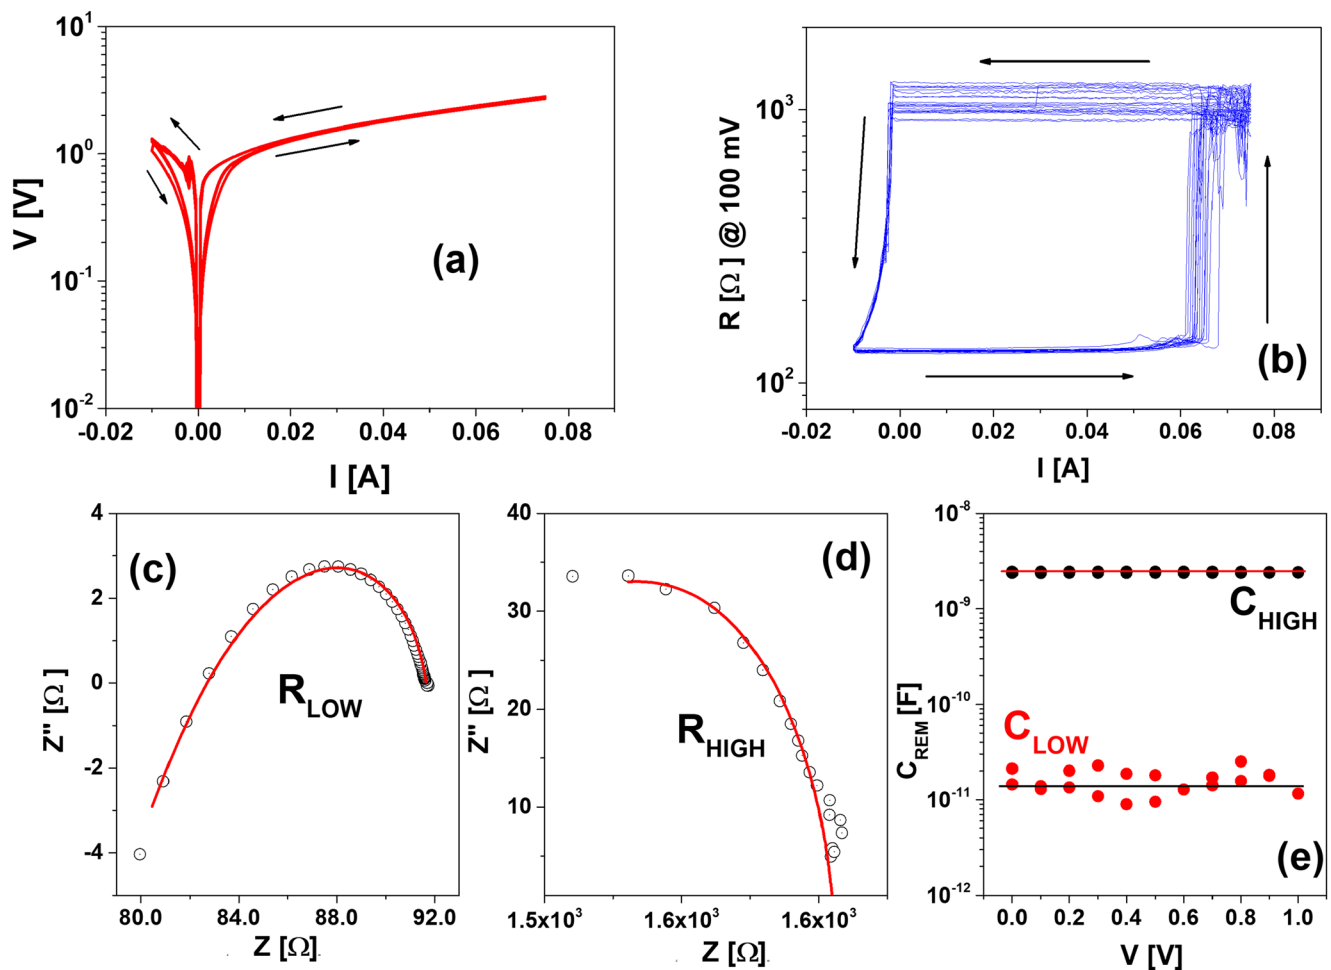 10¹
10⁰
10⁻¹
10⁻²
V [V]
-0.02 0.00 0.02 0.04 0.06 0.08
I [A]
(a)
10³
10²
R [Ω] @ 100 mV
-0.02 0.00 0.02 0.04 0.06 0.08
I [A]
(b)
4
2
0
-2
-4
Z" [Ω]
80.0 84.0 88.0 92.0
Z [Ω]
(c)
R_LOW
40
30
20
10
Z" [Ω]
1.5x10³ 1.6x10³ 1.6x10³
Z [Ω]
(d)
R_HIGH
10⁻⁸
10⁻⁹
10⁻¹⁰
10⁻¹¹
10⁻¹²
C_REM [F]
C_HIGH
C_LOW
0.0 0.2 0.4 0.6 0.8 1.0
V [V]
(e)